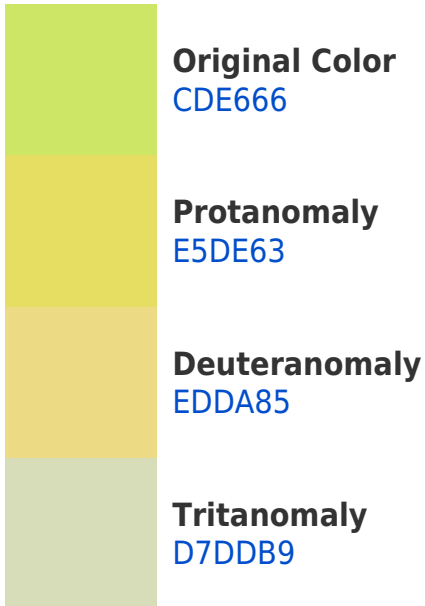 Original Color
CDE666
Protanomaly
E5DE63
Deuteranomaly
EDDA85
Tritanomaly
D7DDB9